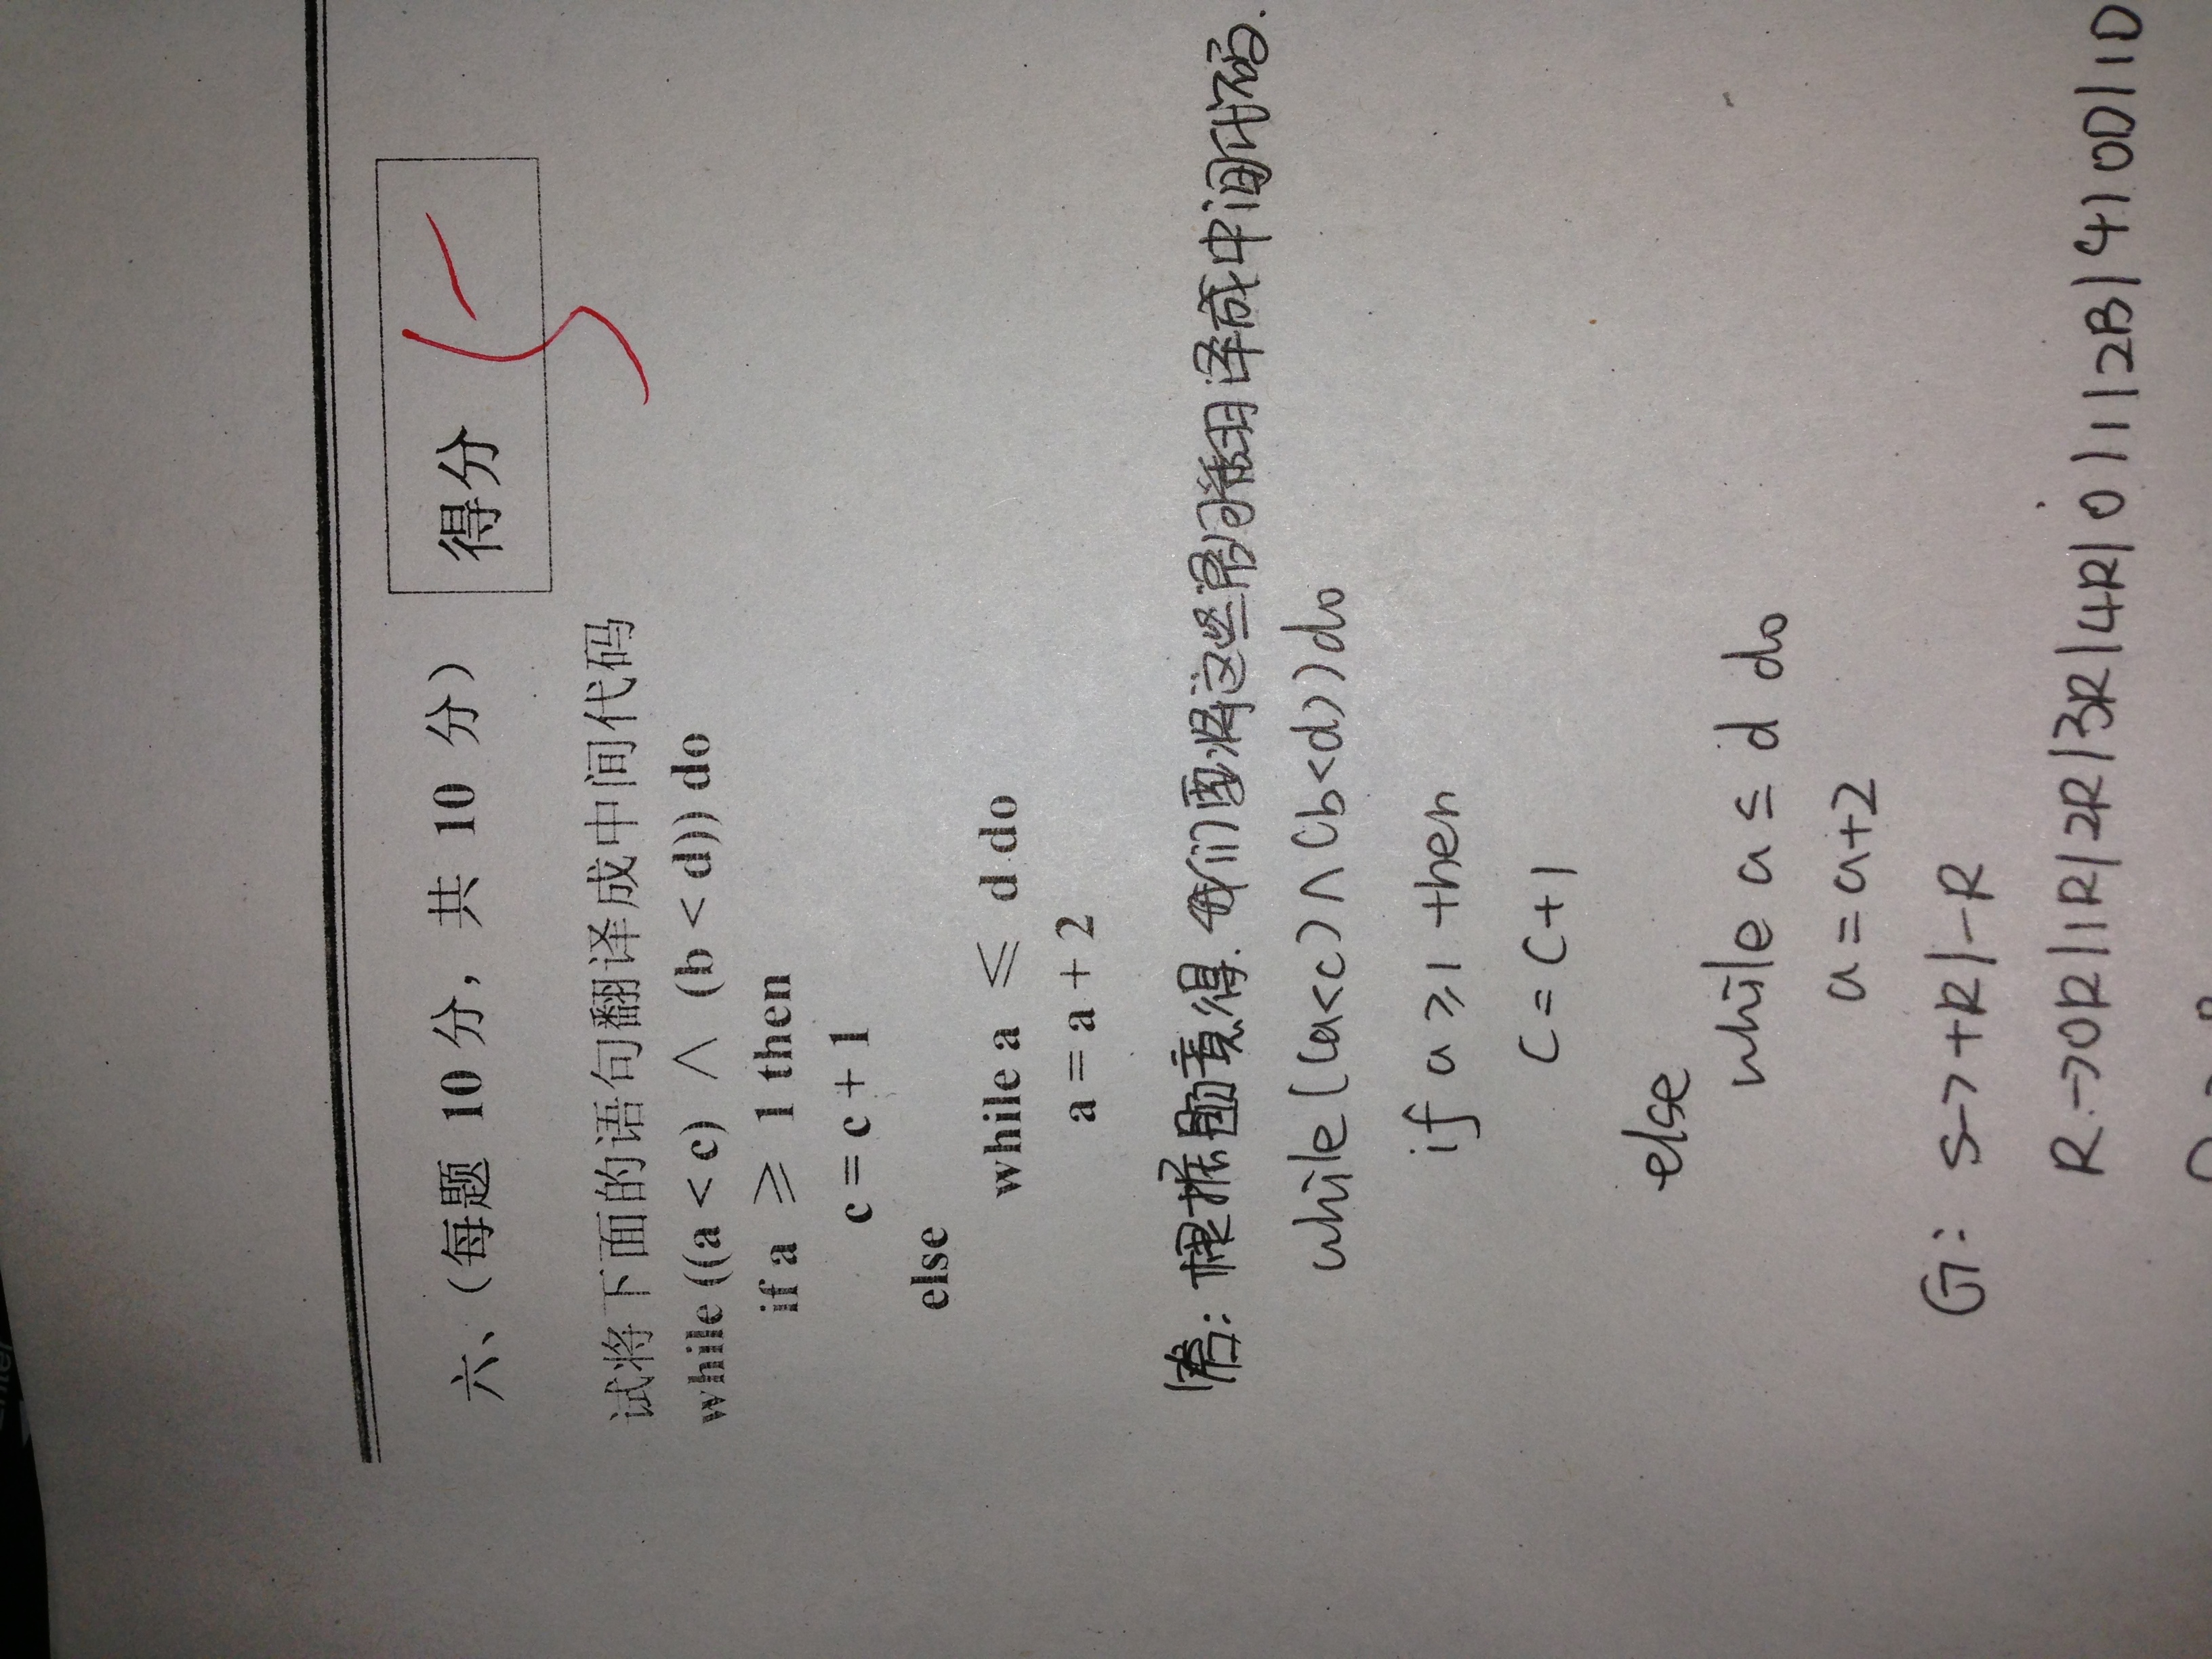 Enter
六、（每题 10 分，共 10 分）
得分 5
试将下面的语句翻译成中间代码
while ((a < c) ∧ (b < d)) do
if a ⩾ 1 then
c = c + 1
else
while a ⩽ d do
a = a + 2
答: 根据题意得. 我们要将这些语句翻译成中间代码.
while((a<c)∧(b<d))do
if a⩾1 then
c = c+1
else
while a ≤ d do
a = a+2
G: S->+R|-R
R->0R|1R|2R|3R|4R|0|1|2B|4|0D|1D